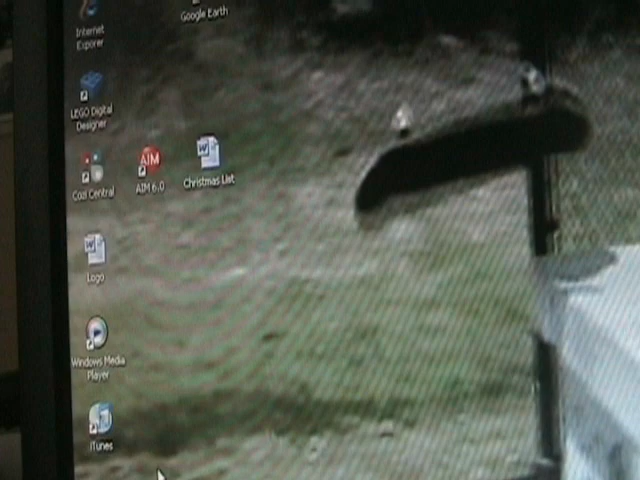 Internet
Exporer
Google Earth
LEGO Digital
Designer
Cozi Central
AIM
AIM 6.0
Christmas List
Logo
Windows Media
Player
iTunes